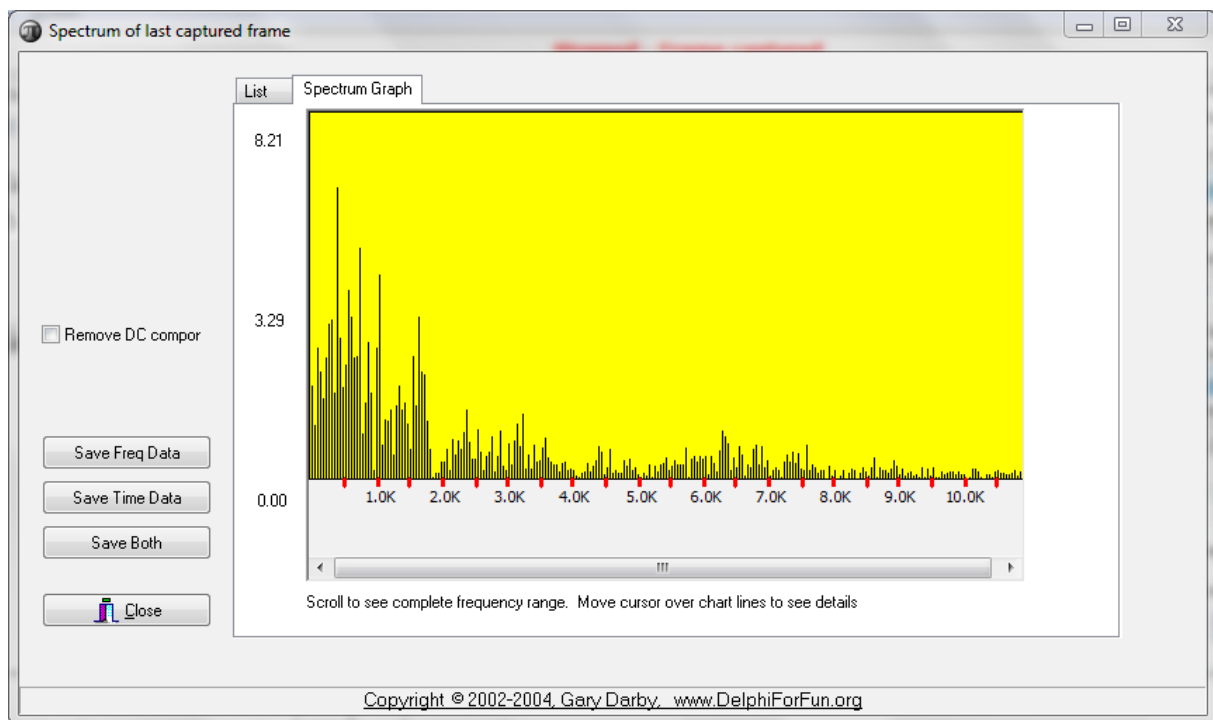 Spectrum of last captured frame
List
Spectrum Graph
8.21
3.29
0.00
1.0K 2.0K 3.0K 4.0K 5.0K 6.0K 7.0K 8.0K 9.0K 10.0K
Remove DC compor
Save Freq Data
Save Time Data
Save Both
Close
Scroll to see complete frequency range. Move cursor over chart lines to see details
Copyright © 2002-2004, Gary Darby, www.DelphiForFun.org